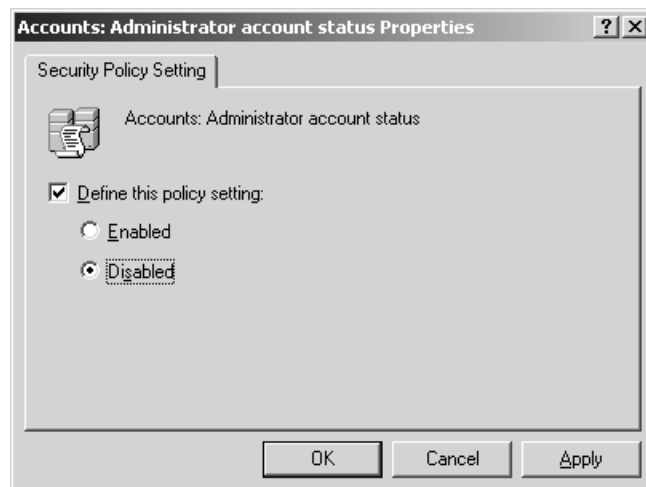 Accounts: Administrator account status Properties
Security Policy Setting
Accounts: Administrator account status
Define this policy setting:
Enabled
Disabled
OK Cancel Apply